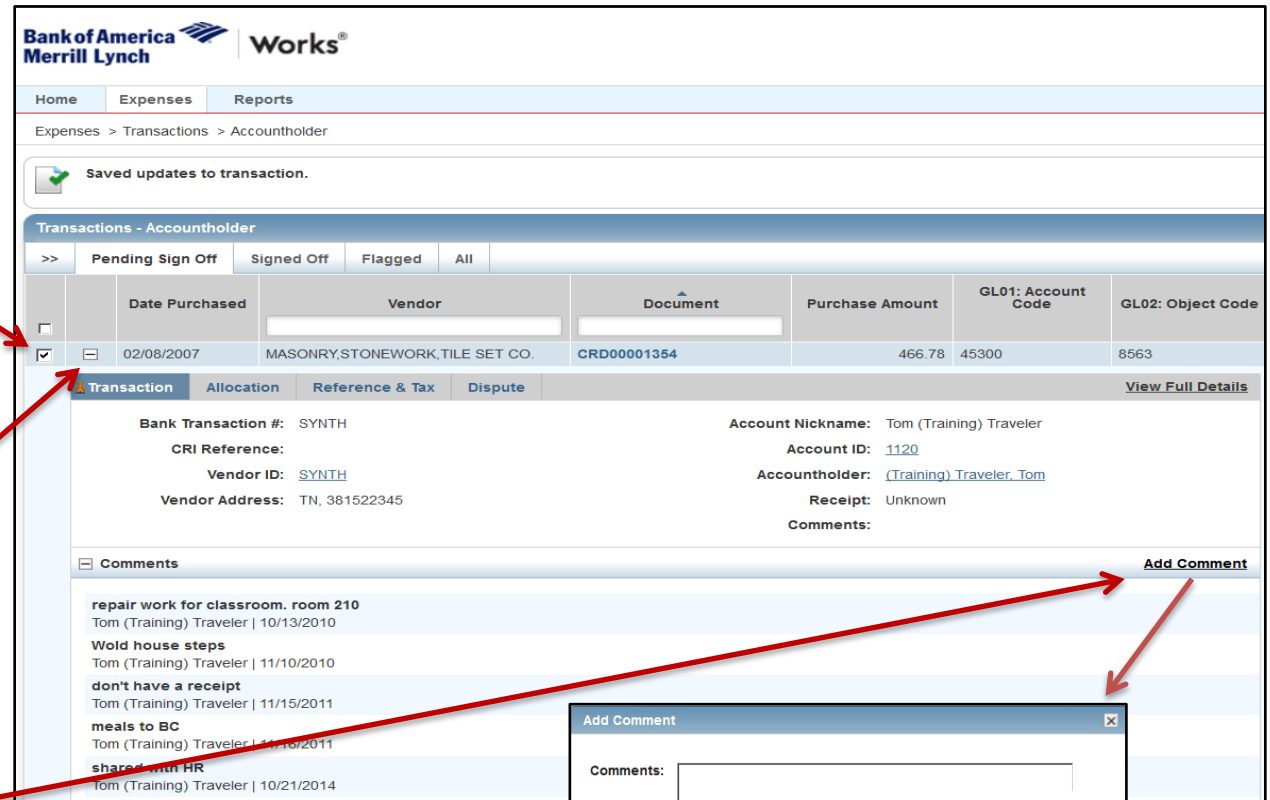 Bank of America
Merrill Lynch
Works®
Home Expenses Reports
Expenses > Transactions > Accountholder
Saved updates to transaction.
Transactions - Accountholder
>> Pending Sign Off Signed Off Flagged All
Date Purchased Vendor Document Purchase Amount GL01: Account Code GL02: Object Code
02/08/2007 MASONRY,STONEWORK,TILE SET CO. CRD00001354 466.78 45300 8563
Transaction Allocation Reference & Tax Dispute View Full Details
Bank Transaction #: SYNTH Account Nickname: Tom (Training) Traveler
CRI Reference: Account ID: 1120
Vendor ID: SYNTH Accountholder: (Training) Traveler, Tom
Vendor Address: TN, 381522345 Receipt: Unknown
Comments:
Comments Add Comment
repair work for classroom. room 210
Tom (Training) Traveler | 10/13/2010
Wold house steps
Tom (Training) Traveler | 11/10/2010
don't have a receipt
Tom (Training) Traveler | 11/15/2011
meals to BC
Tom (Training) Traveler | 11/16/2011
shared with HR
Tom (Training) Traveler | 10/21/2014
Add Comment
Comments: